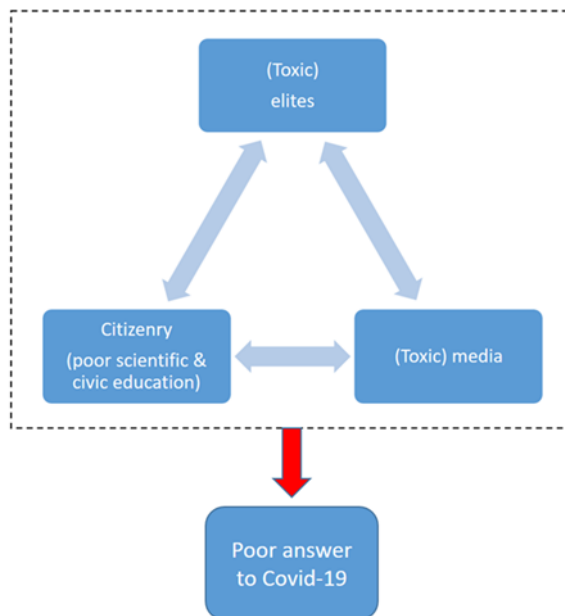 (Toxic)
elites
Citizenry
(poor scientific &
civic education)
(Toxic) media
Poor answer
to Covid-19